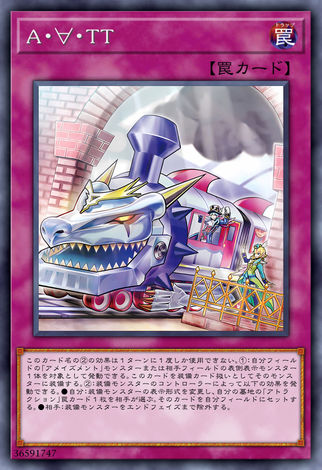 A・∀・TT
トラップ
罠
【罠カード】
このカード名の②の効果は１ターンに１度しか使用できない。①：自分フィール
ドの「アメイズメント」モンスターまたは相手フィールドの表側表示モンスター
１体を対象として発動できる。このカードを装備カード扱いとしてそのモンス
ターに装備する。②：装備モンスターのコントローラーによって以下の効果を発
動できる。●自分：装備モンスターの表示形式を変更し、自分の墓地の「アトラ
クション」罠カード１枚を相手が選ぶ。そのカードを自分フィールドにセットす
る。●相手：装備モンスターをエンドフェイズまで除外する。
36591747